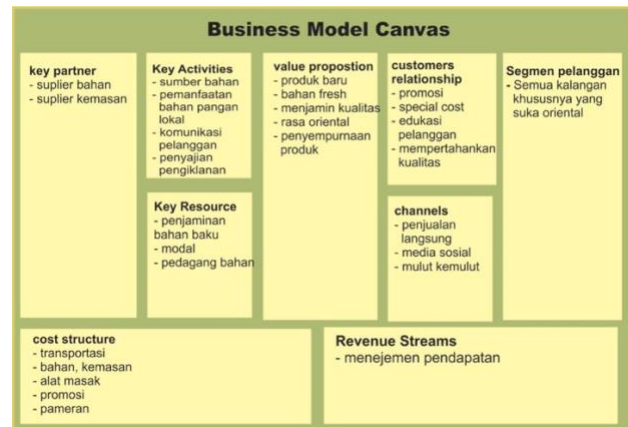 Business Model Canvas
key partner
- suplier bahan
- suplier kemasan
Key Activities
- sumber bahan
- pemanfaatan
bahan pangan
lokal
- komunikasi
pelanggan
- penyajian
pengiklanan
Key Resource
- penjaminan
bahan baku
- modal
- pedagang bahan
value propostion
- produk baru
- bahan fresh
- menjamin kualitas
- rasa oriental
- penyempurnaan
produk
customers
relationship
- promosi
- special cost
- edukasi
pelanggan
- mempertahankan
kualitas
channels
- penjualan
langsung
- media sosial
- mulut kemulut
Segmen pelanggan
- Semua kalangan
khususnya yang
suka oriental
cost structure
- transportasi
- bahan, kemasan
- alat masak
- promosi
- pameran
Revenue Streams
- menejemen pendapatan